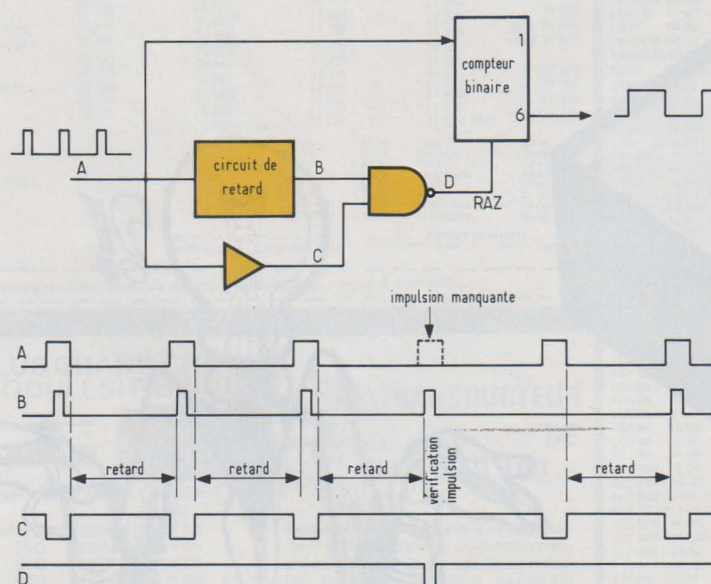 1
compteur
binaire
6
A
circuit de
retard
B
C
D
RAZ
impulsion manquante
A
B
retard
retard
retard
vérification
impulsion
retard
C
D